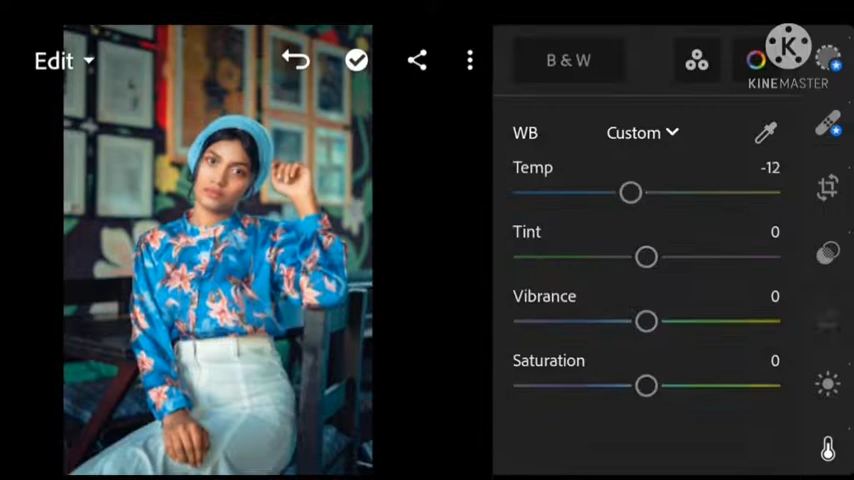 Edit
B & W
K
KINEMASTER
WB
Custom
Temp
-12
Tint
0
Vibrance
0
Saturation
0